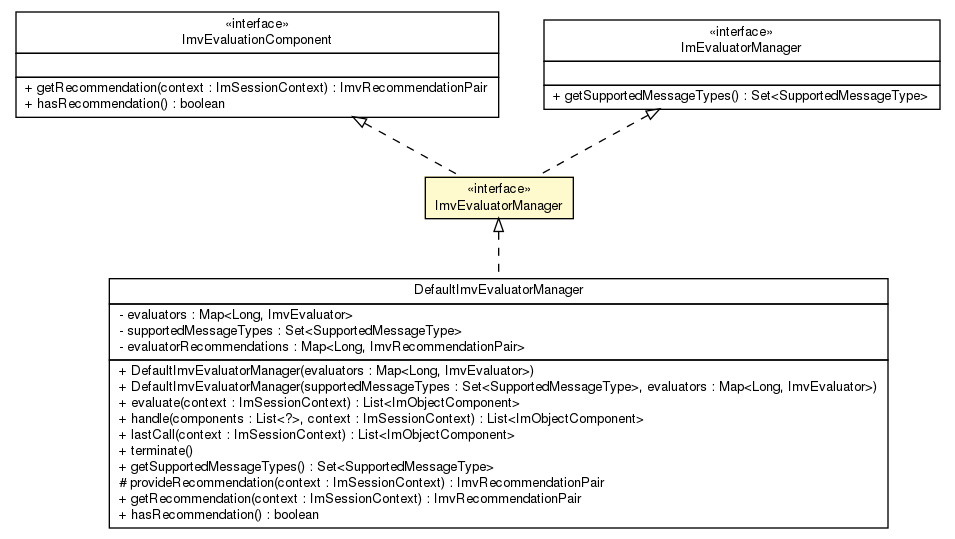 «interface»
ImvEvaluationComponent
+ getRecommendation(context : ImSessionContext) : ImvRecommendationPair
+ hasRecommendation() : boolean
«interface»
ImEvaluatorManager
+ getSupportedMessageTypes() : Set<SupportedMessageType>
«interface»
ImvEvaluatorManager
DefaultImvEvaluatorManager
- evaluators : Map<Long, ImvEvaluator>
- supportedMessageTypes : Set<SupportedMessageType>
- evaluatorRecommendations : Map<Long, ImvRecommendationPair>
+ DefaultImvEvaluatorManager(evaluators : Map<Long, ImvEvaluator>)
+ DefaultImvEvaluatorManager(supportedMessageTypes : Set<SupportedMessageType>, evaluators : Map<Long, ImvEvaluator>)
+ evaluate(context : ImSessionContext) : List<ImObjectComponent>
+ handle(components : List<?>, context : ImSessionContext) : List<ImObjectComponent>
+ lastCall(context : ImSessionContext) : List<ImObjectComponent>
+ terminate()
+ getSupportedMessageTypes() : Set<SupportedMessageType>
# provideRecommendation(context : ImSessionContext) : ImvRecommendationPair
+ getRecommendation(context : ImSessionContext) : ImvRecommendationPair
+ hasRecommendation() : boolean